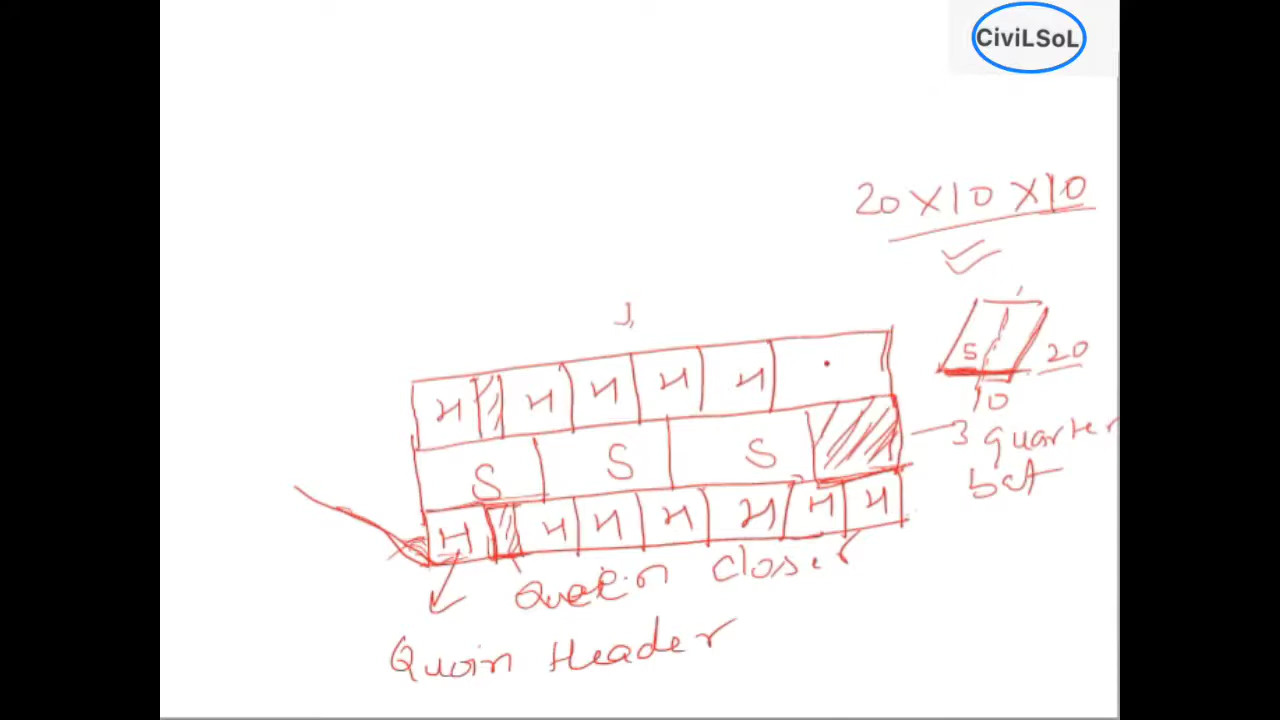 CiviLSoL
20 X 10 X 10
S 20
10
H H H H H
3 quarter
bat
S S S
H H H H H H H
Queen closer
Quoin Header